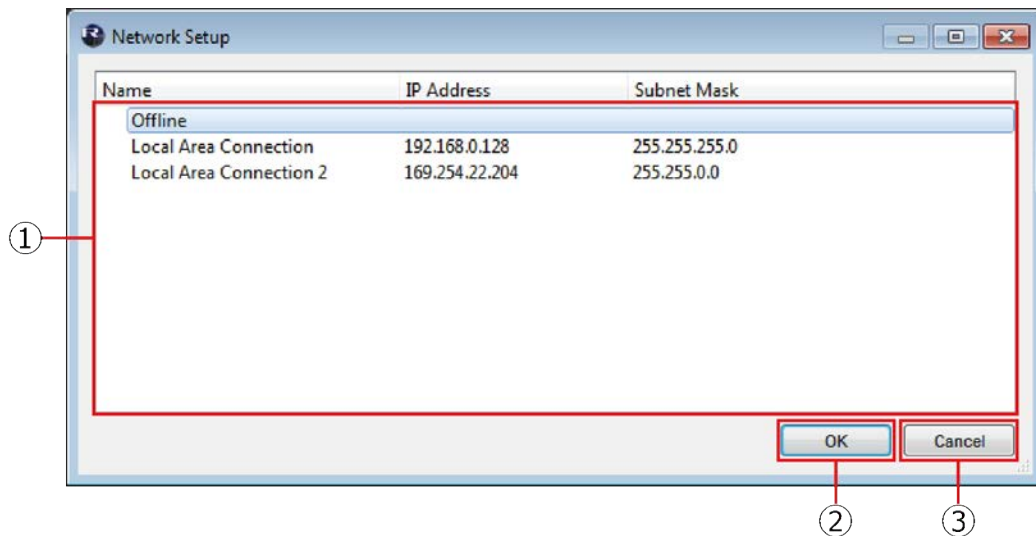 Network Setup
Name IP Address Subnet Mask
Offline
Local Area Connection 192.168.0.128 255.255.255.0
Local Area Connection 2 169.254.22.204 255.255.0.0
①
OK Cancel
② ③